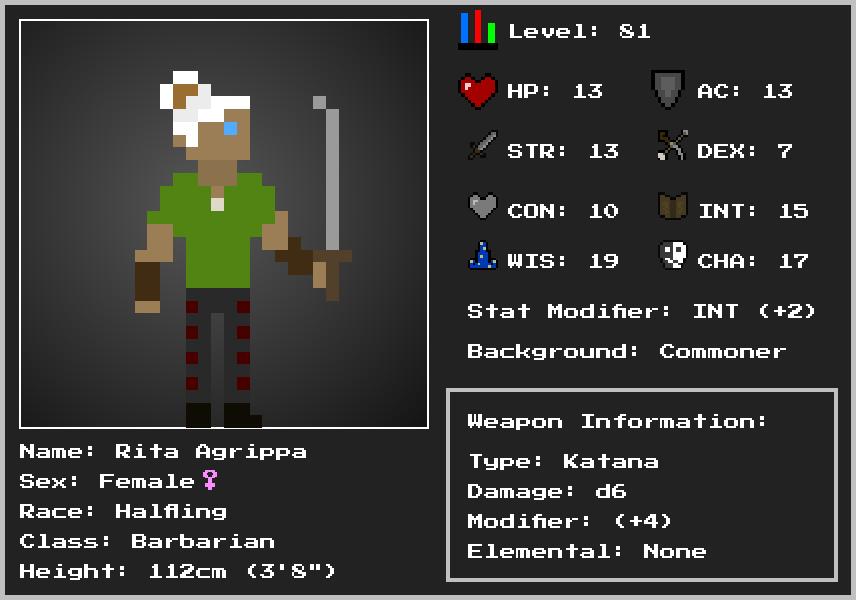 Level: 81
HP: 13
AC: 13
STR: 13
DEX: 7
CON: 10
INT: 15
WIS: 19
CHA: 17
Stat Modifier: INT (+2)
Background: Commoner
Weapon Information:
Type: Katana
Damage: d6
Modifier: (+4)
Elemental: None
Name: Rita Agrippa
Sex: Female♀
Race: Halfling
Class: Barbarian
Height: 112cm (3'8")